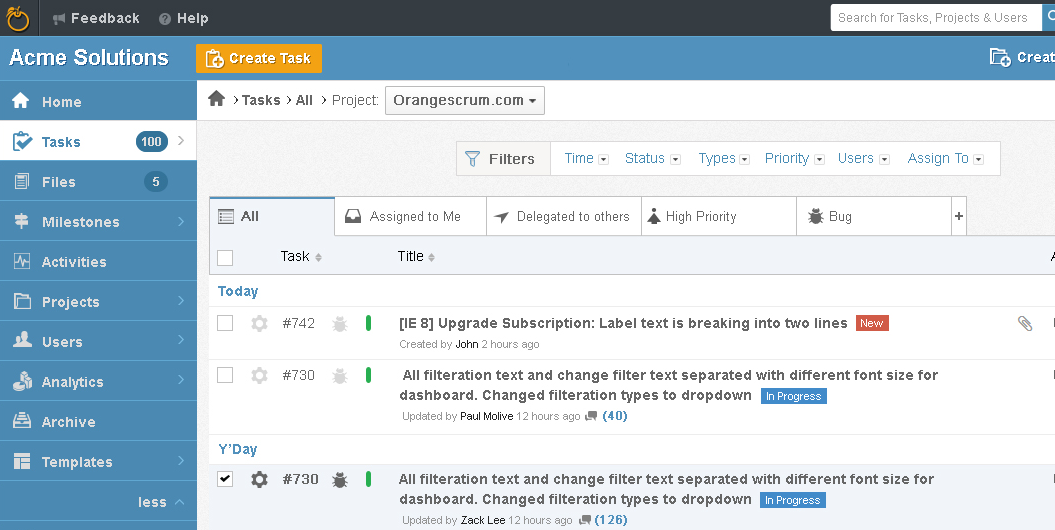 Feedback Help Search for Tasks, Projects & Users
Acme Solutions Create Task
Home > Tasks > All > Project: Orangescrum.com
Tasks 100
Filters Time Status Types Priority Users Assign To
Files 5
All Assigned to Me Delegated to others High Priority Bug +
Milestones
Task Title
Activities
Today
Projects
#742 [IE 8] Upgrade Subscription: Label text is breaking into two lines New
Users
Created by John 2 hours ago
Analytics
#730 All filteration text and change filter text separated with different font size for
dashboard. Changed filteration types to dropdown In Progress
Archive
Updated by Paul Molive 12 hours ago (40)
Y'Day
Templates
#730 All filteration text and change filter text separated with different font size for
less
dashboard. Changed filteration types to dropdown In Progress
Updated by Zack Lee 12 hours ago (126)